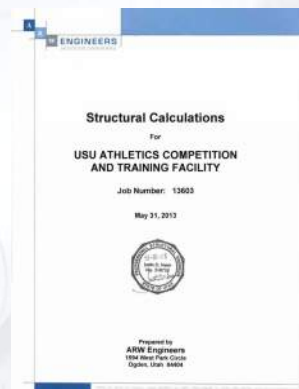 A R W ENGINEERS
Structural Calculations
For
USU ATHLETICS COMPETITION
AND TRAINING FACILITY
Job Number: 13603
May 31, 2013
Prepared by
ARW Engineers
1594 West Park Circle
Ogden, Utah 84404